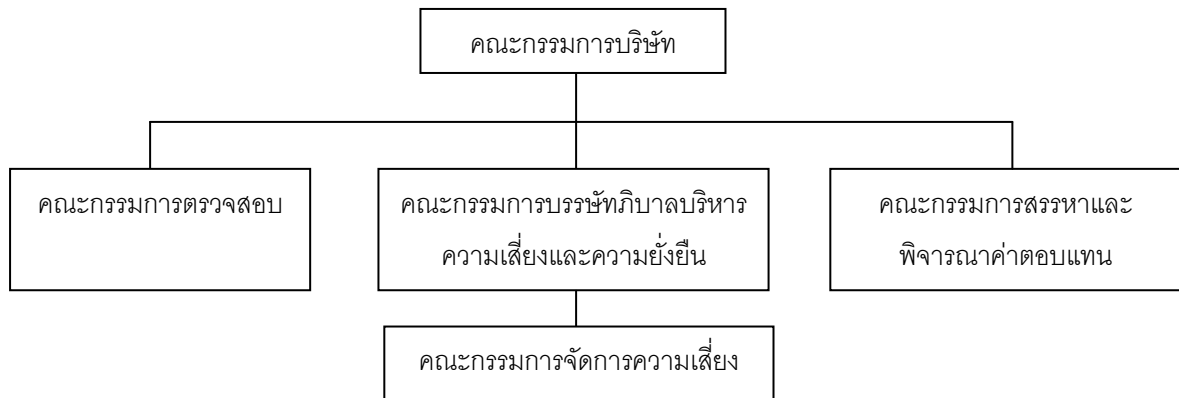 คณะกรรมการบริษัท
คณะกรรมการตรวจสอบ
คณะกรรมการบรรษัทภิบาลบริหาร
ความเสี่ยงและความยั่งยืน
คณะกรรมการสรรหาและ
พิจารณาค่าตอบแทน
คณะกรรมการจัดการความเสี่ยง